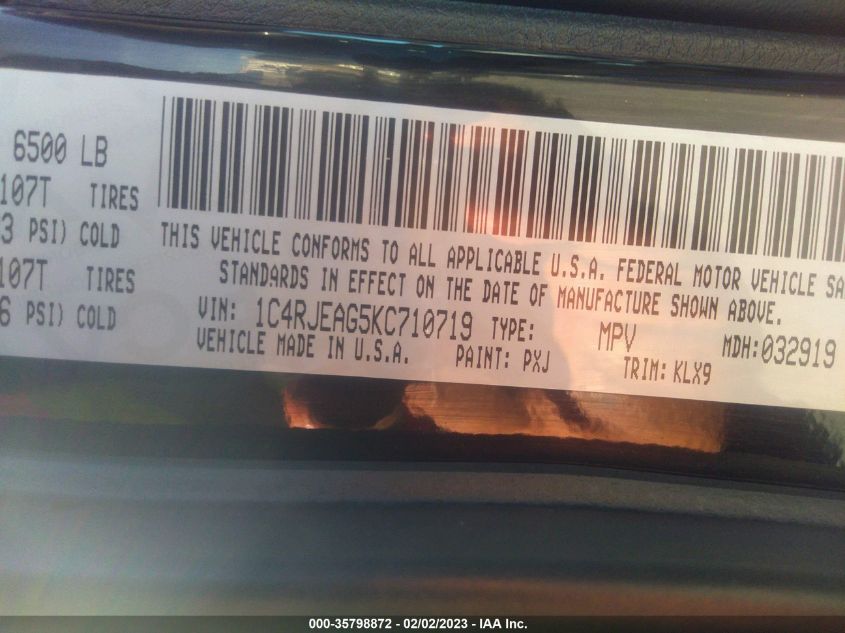 6500 LB
107T TIRES
3 PSI) COLD
107T TIRES
6 PSI) COLD
THIS VEHICLE CONFORMS TO ALL APPLICABLE U.S.A. FEDERAL MOTOR VEHICLE SA
STANDARDS IN EFFECT ON THE DATE OF MANUFACTURE SHOWN ABOVE.
VIN: 1C4RJEAG5KC710719 TYPE: MPV MDH:032919
VEHICLE MADE IN U.S.A. PAINT: PXJ TRIM: KLX9
000-35798872 - 02/02/2023 - IAA Inc.